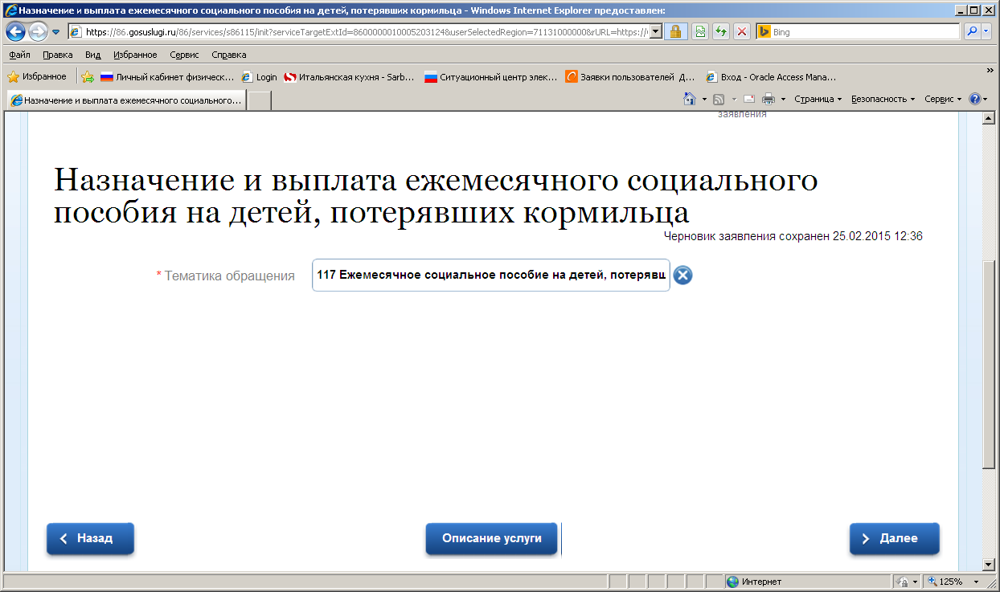 Назначение и выплата ежемесячного социального пособия на детей, потерявших кормильца - Windows Internet Explorer предоставлен:
https://86.gosuslugi.ru/86/services/s86115/init?serviceTargetExtId=8600000010005203124&userSelectedRegion=71131000000&rURL=https:// Bing
Файл Правка Вид Избранное Сервис Справка
Избранное Личный кабинет физическ... Login Итальянская кухня - Sarb... Ситуационный центр элек... Заявки пользователей Д... Вход - Oracle Access Mana... »
Назначение и выплата ежемесячного социального... Страница Безопасность Сервис
заявления
Назначение и выплата ежемесячного социального
пособия на детей, потерявших кормильца
Черновик заявления сохранен 25.02.2015 12:36
* Тематика обращения 117 Ежемесячное социальное пособие на детей, потерявш
Назад Описание услуги Далее
Интернет 125%